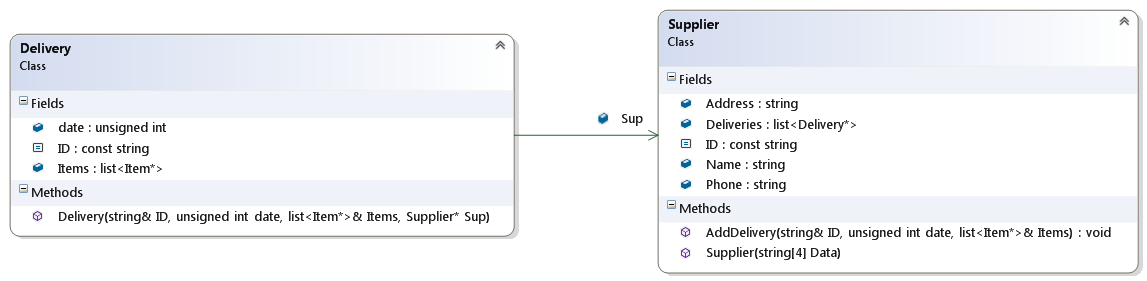 Delivery
Class
Fields
date : unsigned int
ID : const string
Items : list<Item*>
Methods
Delivery(string& ID, unsigned int date, list<Item*>& Items, Supplier* Sup)
Sup
Supplier
Class
Fields
Address : string
Deliveries : list<Delivery*>
ID : const string
Name : string
Phone : string
Methods
AddDelivery(string& ID, unsigned int date, list<Item*>& Items) : void
Supplier(string[4] Data)